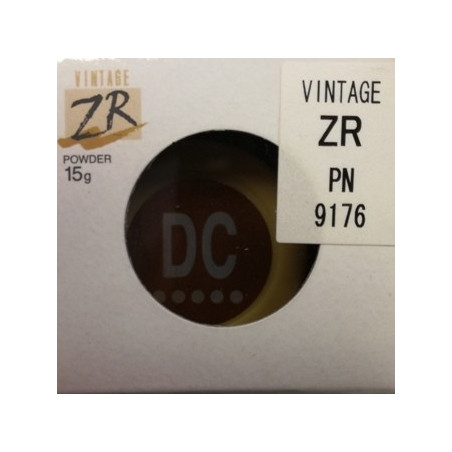 VINTAGE
ZR
POWDER
15g
VINTAGE
ZR
PN
9176
DC